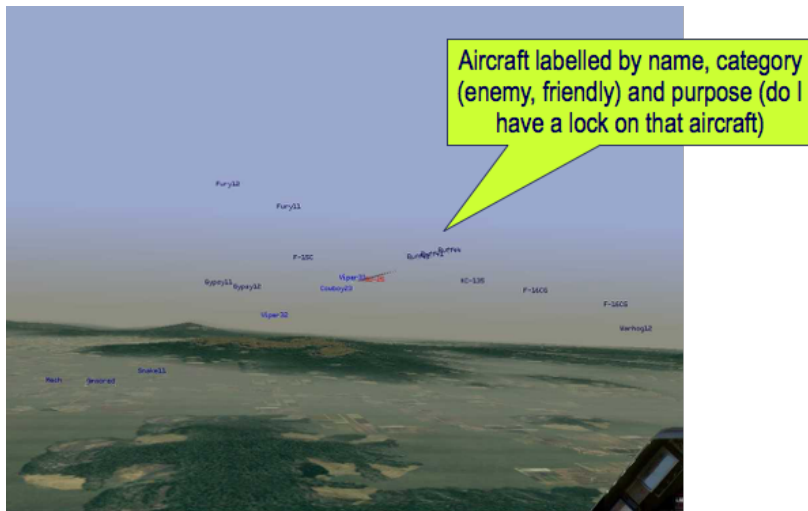 Aircraft labelled by name, category
(enemy, friendly) and purpose (do I
have a lock on that aircraft)
Fury12
Fury11
F-15C
Gypsy11
Gypsy12
Viper31
Cowboy23
KC-135
F-16CG
F-16CG
Viper32
Warhog12
Snake11